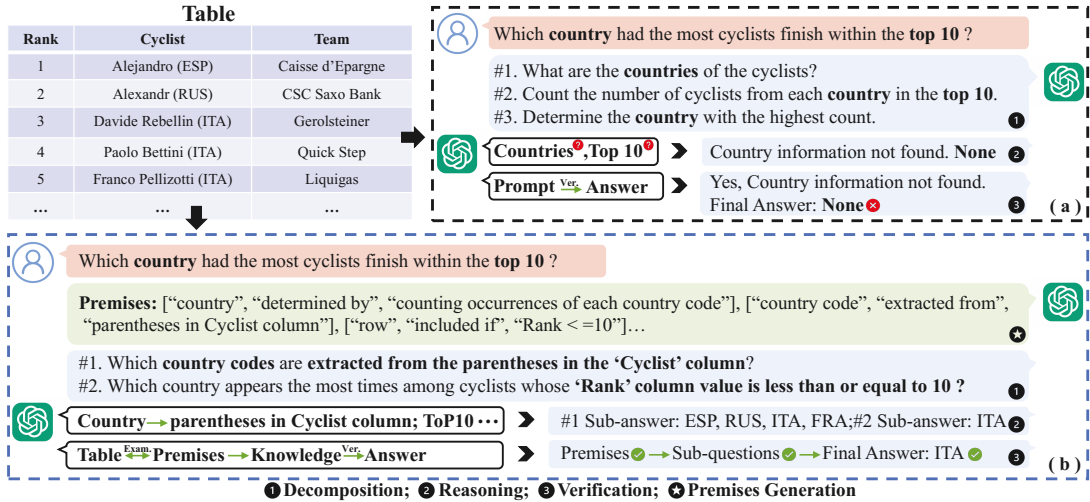 Table
Rank Cyclist Team
1 Alejandro (ESP) Caisse d'Epargne
2 Alexandr (RUS) CSC Saxo Bank
3 Davide Rebellin (ITA) Gerolsteiner
4 Paolo Bettini (ITA) Quick Step
5 Franco Pellizotti (ITA) Liquigas
... ... ...
Which country had the most cyclists finish within the top 10 ?
#1. What are the countries of the cyclists?
#2. Count the number of cyclists from each country in the top 10.
#3. Determine the country with the highest count. 1
Countries?,Top 10? Country information not found. None 2
Prompt Ver. Answer Yes, Country information not found.
Final Answer: None 3
( a )
Which country had the most cyclists finish within the top 10 ?
Premises: [“country”, “determined by”, “counting occurrences of each country code”], [“country code”, “extracted from”,
“parentheses in Cyclist column”], [“row”, “included if”, “Rank < =10”]...
#1. Which country codes are extracted from the parentheses in the ‘Cyclist’ column?
#2. Which country appears the most times among cyclists whose ‘Rank’ column value is less than or equal to 10 ? 1
Country→parentheses in Cyclist column; ToP10 ··· #1 Sub-answer: ESP, RUS, ITA, FRA;#2 Sub-answer: ITA 2
Table Exam. Premises → Knowledge Ver. Answer Premises → Sub-questions → Final Answer: ITA 3
( b )
1 Decomposition; 2 Reasoning; 3 Verification; ★ Premises Generation